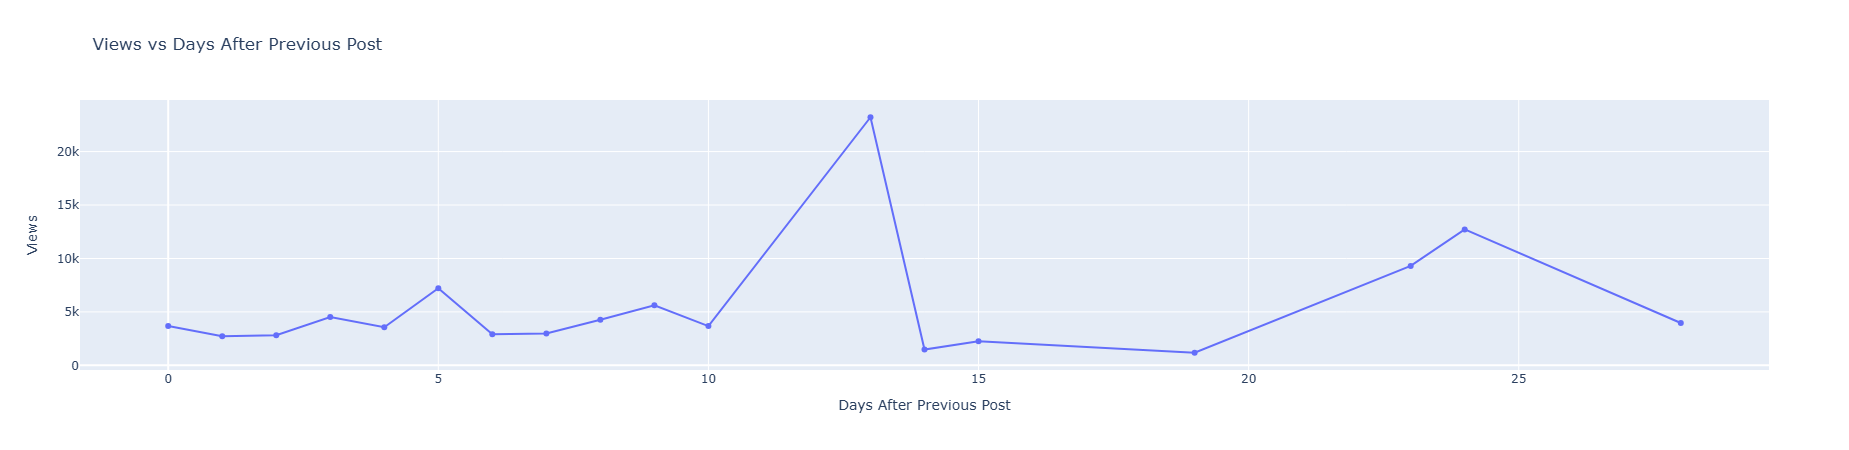 Views vs Days After Previous Post
20k
15k
10k
5k
0
Views
0 5 10 15 20 25
Days After Previous Post